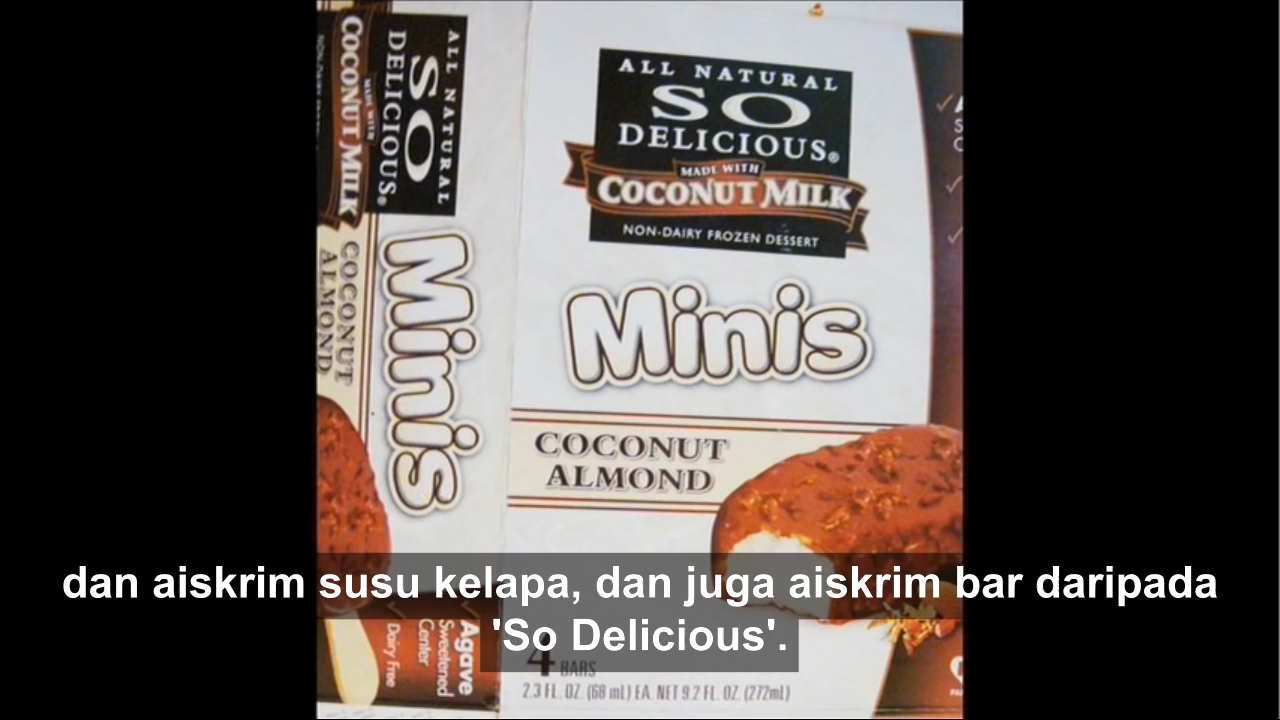 ALL NATURAL
SO
DELICIOUS®
MADE WITH
COCONUT MILK
COCONUT
ALMOND
Minis
Agave
Sweetened
Center
Dairy Free
ALL NATURAL
SO
DELICIOUS®
MADE WITH
COCONUT MILK
NON-DAIRY FROZEN DESSERT
Minis
COCONUT
ALMOND
4 BARS
2.3 FL. OZ. (68 mL) EA. NET 9.2 FL. OZ. (272mL)
dan aiskrim susu kelapa, dan juga aiskrim bar daripada
'So Delicious'.